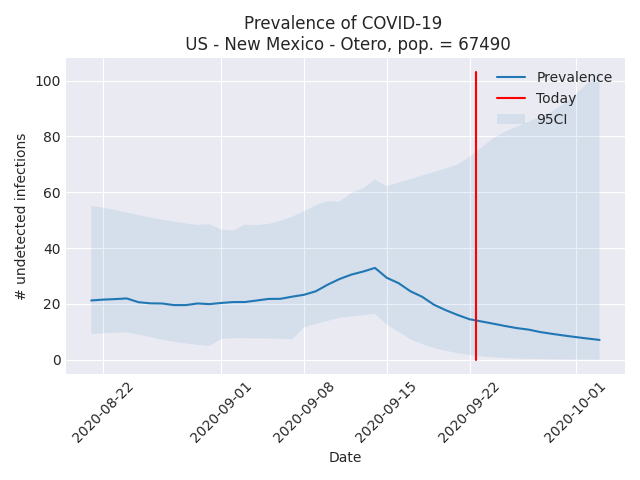 Prevalence of COVID-19
US - New Mexico - Otero, pop. = 67490
Prevalence
Today
95CI
# undetected infections
100
80
60
40
20
0
2020-08-22
2020-09-01
2020-09-08
2020-09-15
2020-09-22
2020-10-01
Date